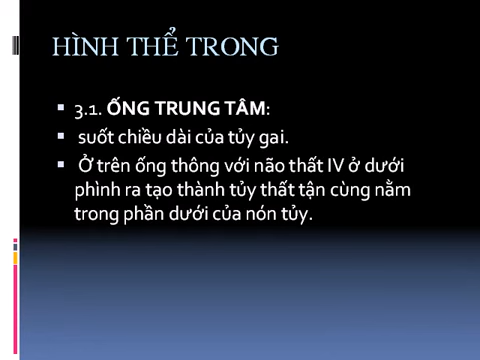 HÌNH THỂ TRONG
3.1. ỐNG TRUNG TÂM:
suốt chiều dài của tủy gai.
Ở trên ống thông với não thất IV ở dưới
phình ra tạo thành tủy thất tận cùng nằm
trong phần dưới của nón tủy.